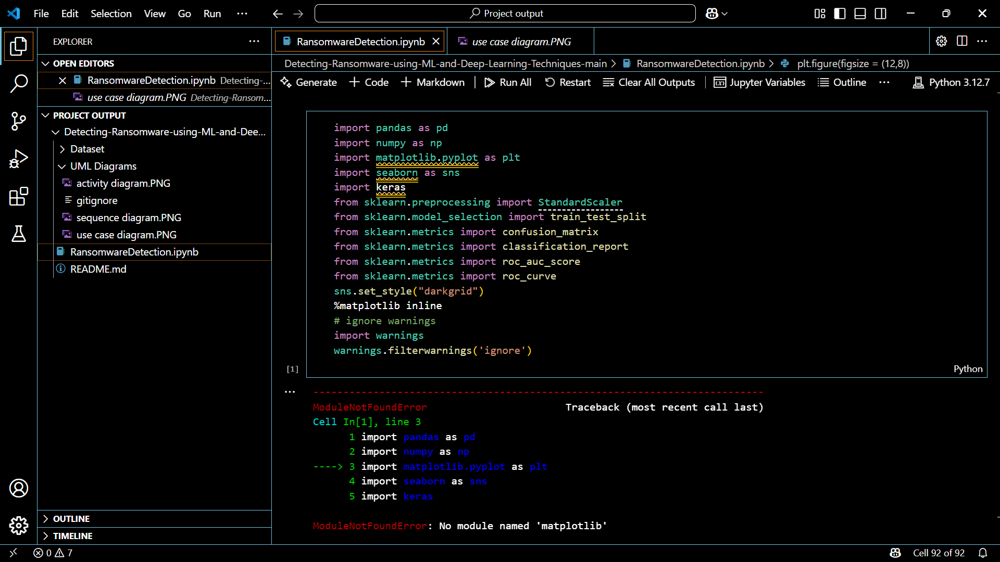 File Edit Selection View Go Run ... Project output
EXPLORER ...
OPEN EDITORS
RansomwareDetection.ipynb Detecting-...
use case diagram.PNG Detecting-Ransom...
PROJECT OUTPUT
Detecting-Ransomware-using-ML-and-Dee...
Dataset
UML Diagrams
activity diagram.PNG
gitignore
sequence diagram.PNG
use case diagram.PNG
RansomwareDetection.ipynb
README.md
OUTLINE
TIMELINE
RansomwareDetection.ipynb use case diagram.PNG
Detecting-Ransomware-using-ML-and-Deep-Learning-Techniques-main > RansomwareDetection.ipynb > plt.figure(figsize = (12,8))
Generate + Code + Markdown | Run All Restart Clear All Outputs | Jupyter Variables Outline ... Python 3.12.7
import pandas as pd
import numpy as np
import matplotlib.pyplot as plt
import seaborn as sns
import keras
from sklearn.preprocessing import StandardScaler
from sklearn.model_selection import train_test_split
from sklearn.metrics import confusion_matrix
from sklearn.metrics import classification_report
from sklearn.metrics import roc_auc_score
from sklearn.metrics import roc_curve
sns.set_style("darkgrid")
%matplotlib inline
# ignore warnings
import warnings
warnings.filterwarnings('ignore')
[1] Python
...
---------------------------------------------------------------------------
ModuleNotFoundError Traceback (most recent call last)
Cell In[1], line 3
1 import pandas as pd
2 import numpy as np
----> 3 import matplotlib.pyplot as plt
4 import seaborn as sns
5 import keras
ModuleNotFoundError: No module named 'matplotlib'
0 7 Cell 92 of 92